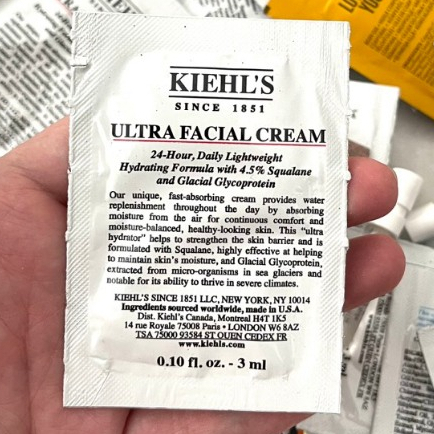 KIEHL'S
SINCE 1851
ULTRA FACIAL CREAM
24-Hour, Daily Lightweight
Hydrating Formula with 4.5% Squalane
and Glacial Glycoprotein
Our unique, fast-absorbing cream provides water
replenishment throughout the day by absorbing
moisture from the air for continuous comfort and
moisture-balanced, healthy-looking skin. This "ultra
hydrator" helps to strengthen the skin barrier and is
formulated with Squalane, highly effective at helping
to maintain skin's moisture, and Glacial Glycoprotein,
extracted from micro-organisms in sea glaciers and
notable for its ability to thrive in severe climates.
KIEHL'S SINCE 1851 LLC, NEW YORK, NY 10014
Ingredients sourced worldwide, made in U.S.A.
Dist. Kiehl's Canada, Montreal H4T 1K5
14 rue Royale 75008 Paris • LONDON W6 8AZ
TSA 75000 93584 ST OUEN CEDEX FR
www.kiehls.com
0.10 fl. oz. - 3 ml